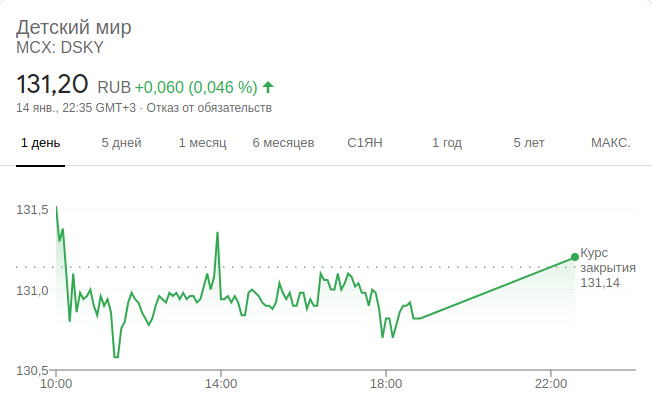 Детский мир
MCX: DSKY
131,20 RUB +0,060 (0,046 %)
14 янв., 22:35 GMT+3 · Отказ от обязательств
1 день 5 дней 1 месяц 6 месяцев С1ЯН 1 год 5 лет МАКС.
131,5
Курс
закрытия
131,14
131,0
130,5
10:00 14:00 18:00 22:00